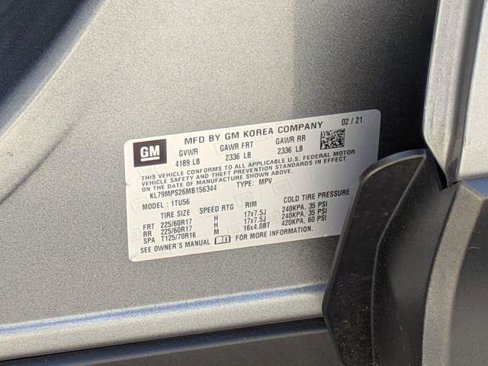 GM
MFD BY GM KOREA COMPANY
02 / 21
GVWR GAWR FRT GAWR RR
4189 LB 2336 LB 2336 LB
THIS VEHICLE CONFORMS TO ALL APPLICABLE U.S. FEDERAL MOTOR
VEHICLE SAFETY AND THEFT PREVENTION STANDARDS IN EFFECT ON
THE DATE OF MANUFACTURE SHOWN ABOVE.
KL79MPS26MB156344 TYPE: MPV
MODEL: 1TU56
TIRE SIZE SPEED RTG RIM COLD TIRE PRESSURE
FRT 225/60R17 H 17x7.5J 240KPA, 35 PSI
RR 225/60R17 H 17x7.5J 240KPA, 35 PSI
SPA T125/70R16 M 16x4.0BT 420KPA, 60 PSI
SEE OWNER'S MANUAL FOR MORE INFORMATION.